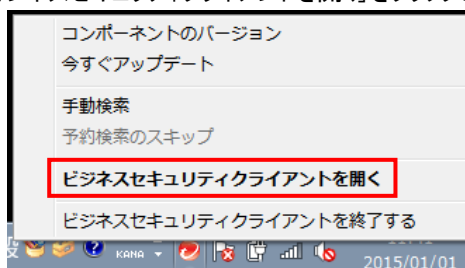 コンポーネントのバージョン
今すぐアップデート
手動検索
予約検索のスキップ
ビジネスセキュリティクライアントを開く
ビジネスセキュリティクライアントを終了する
KANA
2015/01/01